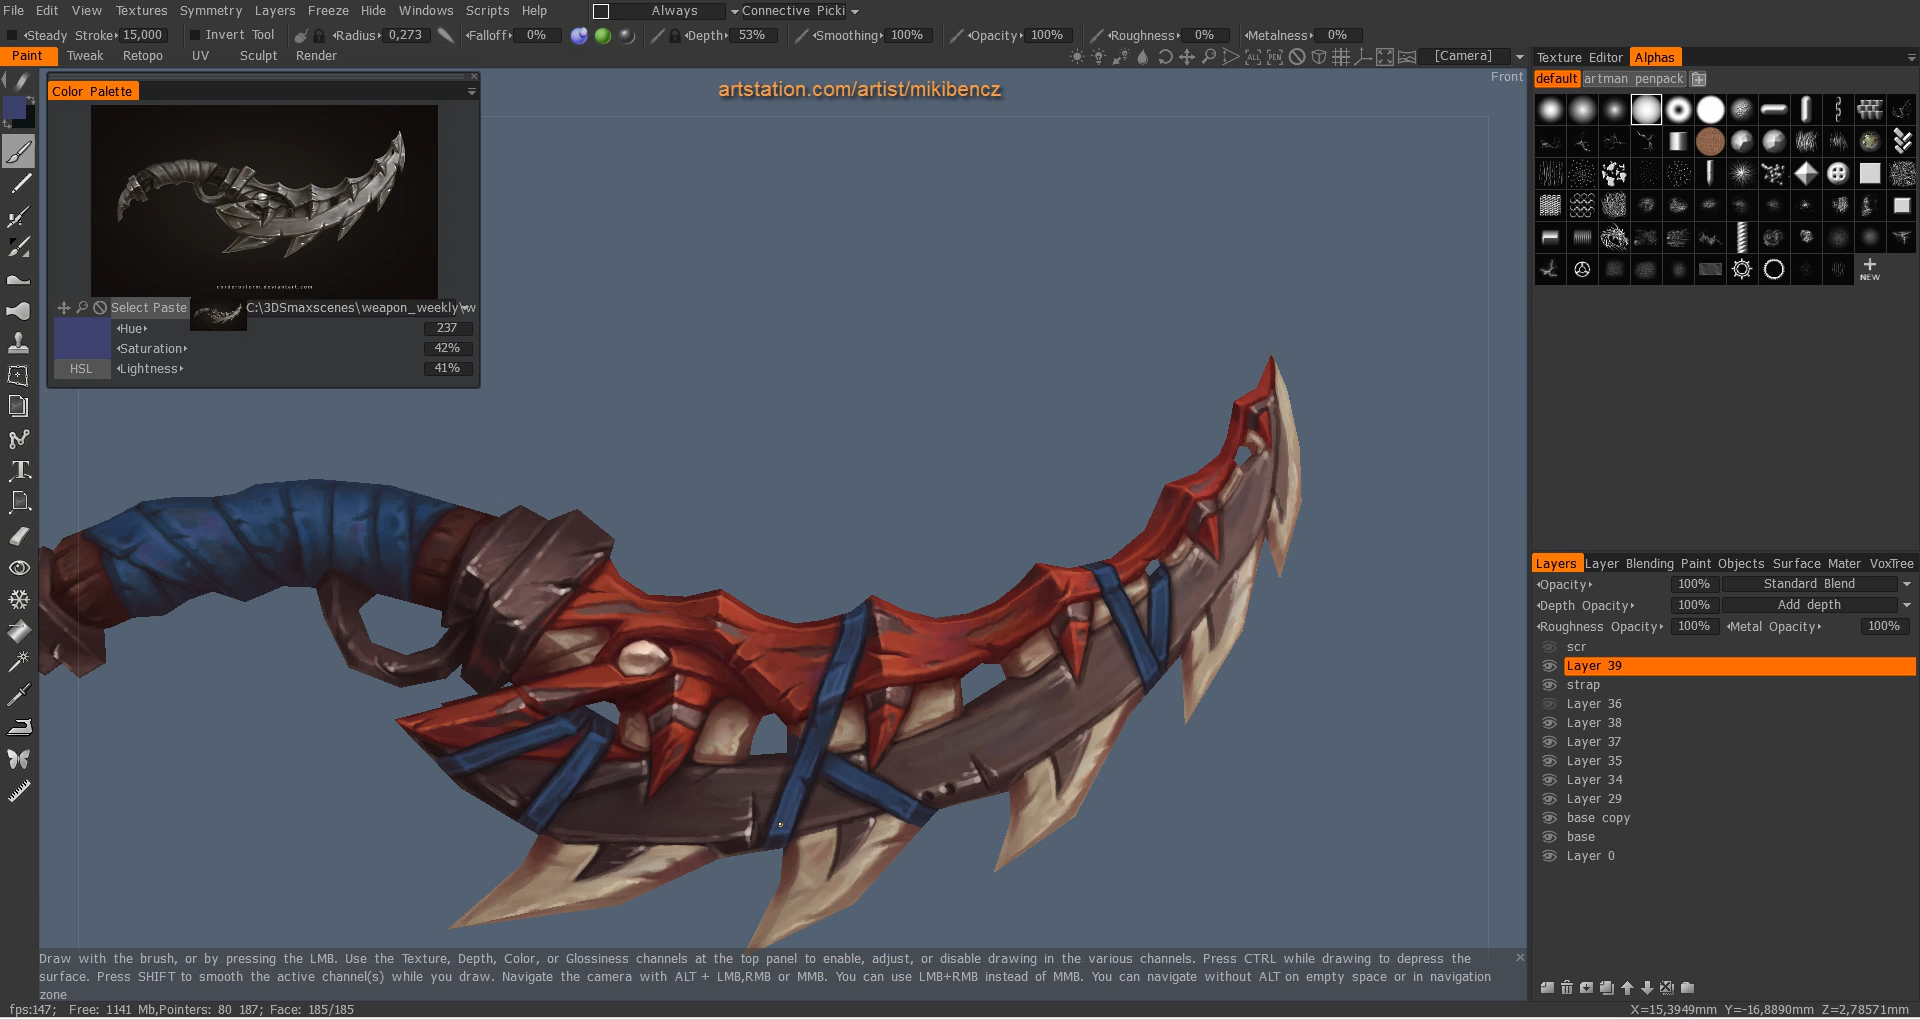 File Edit View Textures Symmetry Layers Freeze Hide Windows Scripts Help Always Connective Picki
Steady Stroke 15,000 Invert Tool Radius 0,273 Falloff 0% Depth 53% Smoothing 100% Opacity 100% Roughness 0% Metalness 0%
Paint Tweak Retopo UV Sculpt Render ALL PEN [Camera]
Texture Editor Alphas
Front
default artman penpack
artstation.com/artist/mikibencz
Color Palette
NEW
corderostorm.deviantart.com
Select Paste C:\3DSmaxscenes\weapon_weekly\w
Hue 237
Saturation 42%
HSL Lightness 41%
Layers Layer Blending Paint Objects Surface Mater VoxTree
Opacity 100% Standard Blend
Depth Opacity 100% Add depth
Roughness Opacity 100% Metal Opacity 100%
scr
Layer 39
strap
Layer 36
Layer 38
Layer 37
Layer 35
Layer 34
Layer 29
base copy
base
Layer 0
Draw with the brush, or by pressing the LMB. Use the Texture, Depth, Color, or Glossiness channels at the top panel to enable, adjust, or disable drawing in the various channels. Press CTRL while drawing to depress the
surface. Press SHIFT to smooth the active channel(s) while you draw. Navigate the camera with ALT + LMB,RMB or MMB. You can use LMB+RMB instead of MMB. You can navigate without ALT on empty space or in navigation
zone
fps:147; Free: 1141 Mb,Pointers: 80 187; Face: 185/185
X=15,3949mm Y=-16,8890mm Z=2,78571mm